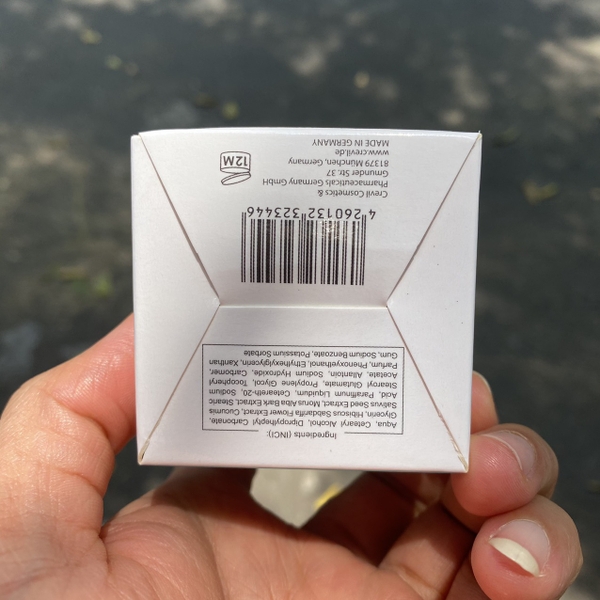 Ingredients (INCI):
Aqua, Cetearyl Alcohol, Dipropylheptyl Carbonate,
Glycerin, Hibiscus Sabdariffa Flower Extract, Cucumis
Sativus Seed Extract, Morus Alba Bark Extract, Stearic
Acid, Paraffinum Liquidum, Ceteareth-20, Sodium
Stearoyl Glutamate, Propylene Glycol, Tocopheryl
Acetate, Allantoin, Sodium Hydroxide, Carbomer,
Parfum, Phenoxyethanol, Ethylhexylglycerin, Xanthan
Gum, Sodium Benzoate, Potassium Sorbate
4 260132 323446
Crevil Cosmetics &
Pharmaceuticals Germany GmbH
Gmunder Str. 37
81379 München, Germany
www.crevil.de
MADE IN GERMANY
12M